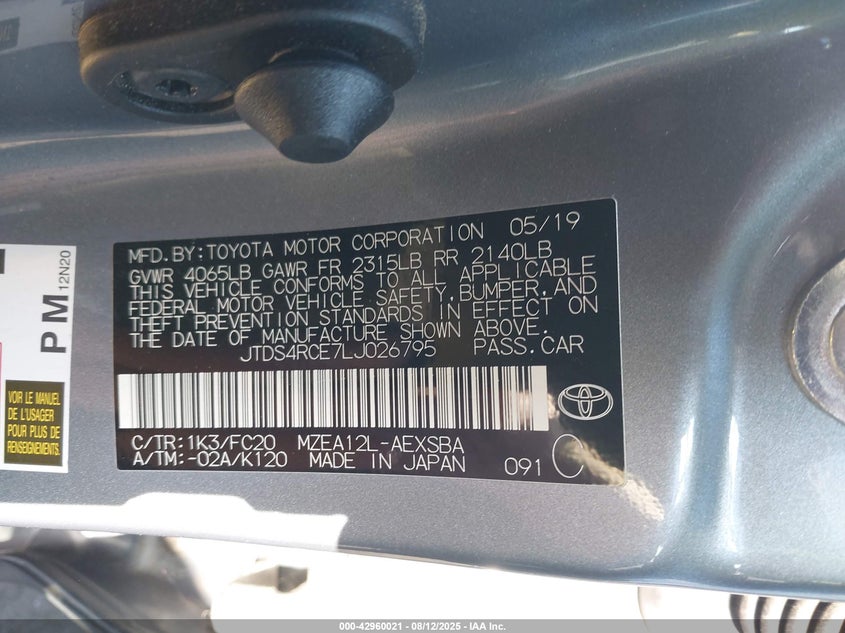 MFD.BY:TOYOTA MOTOR CORPORATION 05/19
GVWR 4065LB GAWR FR 2315LB RR 2140LB
THIS VEHICLE CONFORMS TO ALL APPLICABLE
FEDERAL MOTOR VEHICLE SAFETY,BUMPER,AND
THEFT PREVENTION STANDARDS IN EFFECT ON
THE DATE OF MANUFACTURE SHOWN ABOVE.
JTDS4RCE7LJ026795 PASS.CAR
C/TR:1K3/FC20 MZEA12L-AEXSBA
A/TM:-02A/K120 MADE IN JAPAN 091 C
PM 12N20
VOIR LE MANUEL
DE L'USAGER
POUR PLUS DE
RENSEIGNEMENTS.
000-42960021 - 08/12/2025 - IAA Inc.